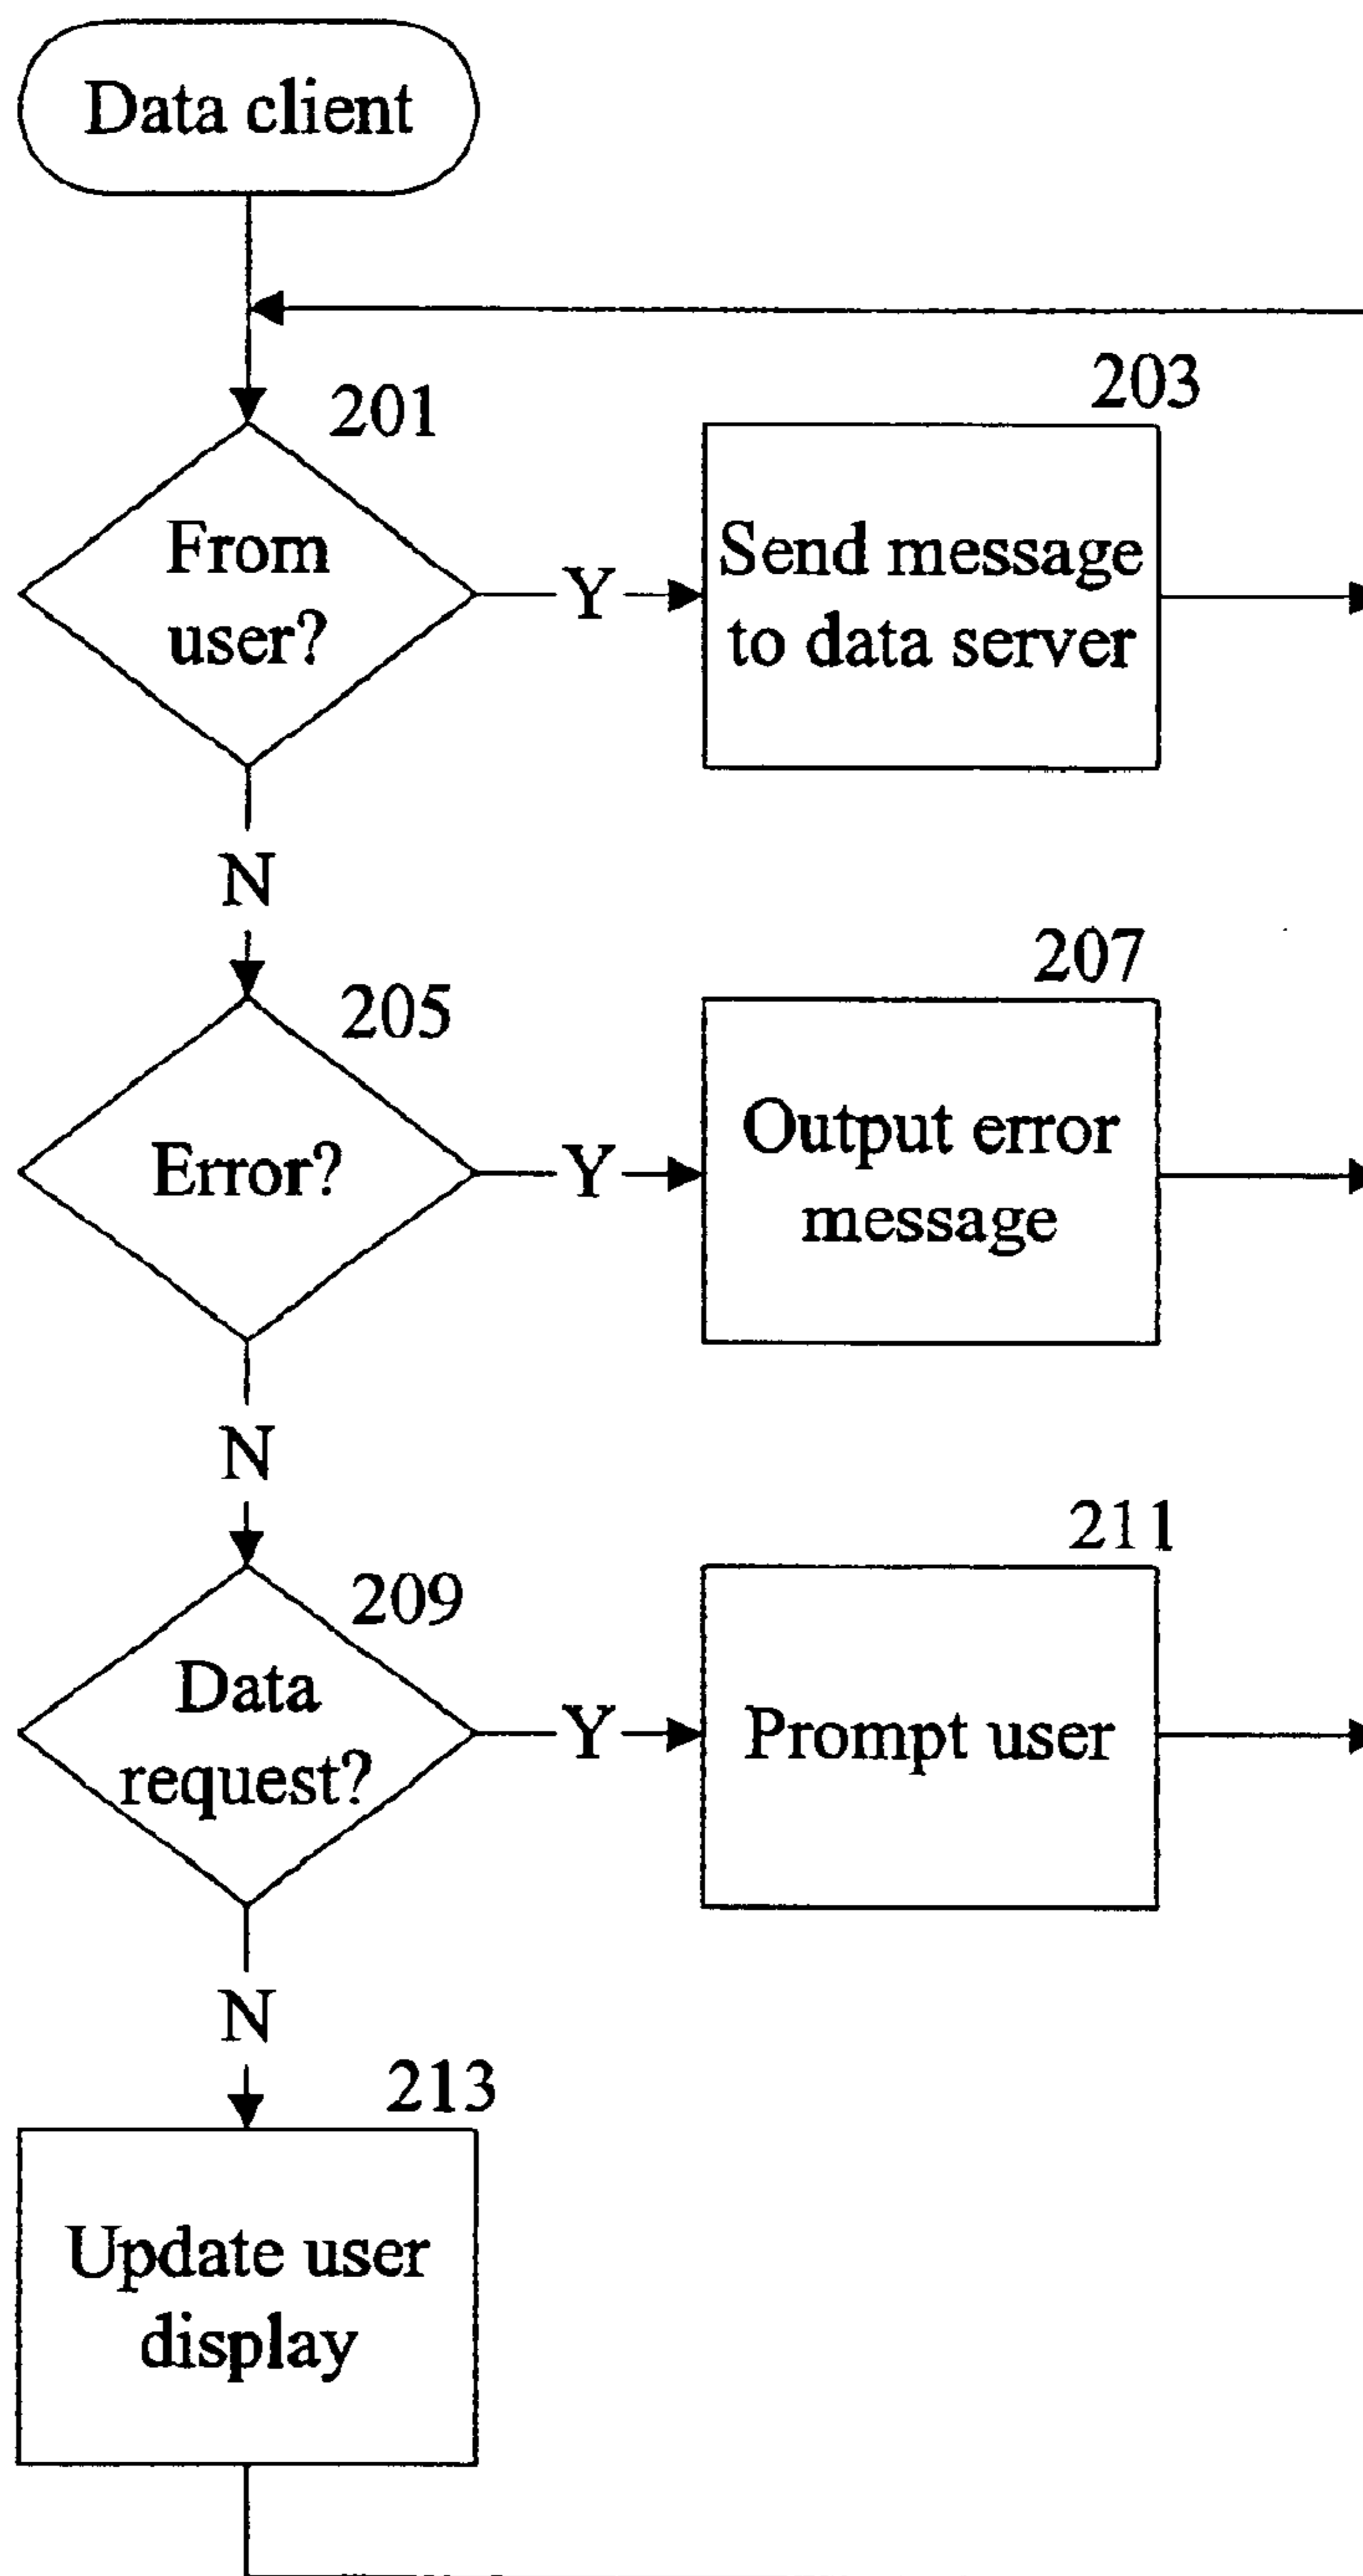 Data client
201
From
user?
Y
203
Send message
to data server
N
205
Error?
Y
207
Output error
message
N
209
Data
request?
Y
211
Prompt user
N
213
Update user
display